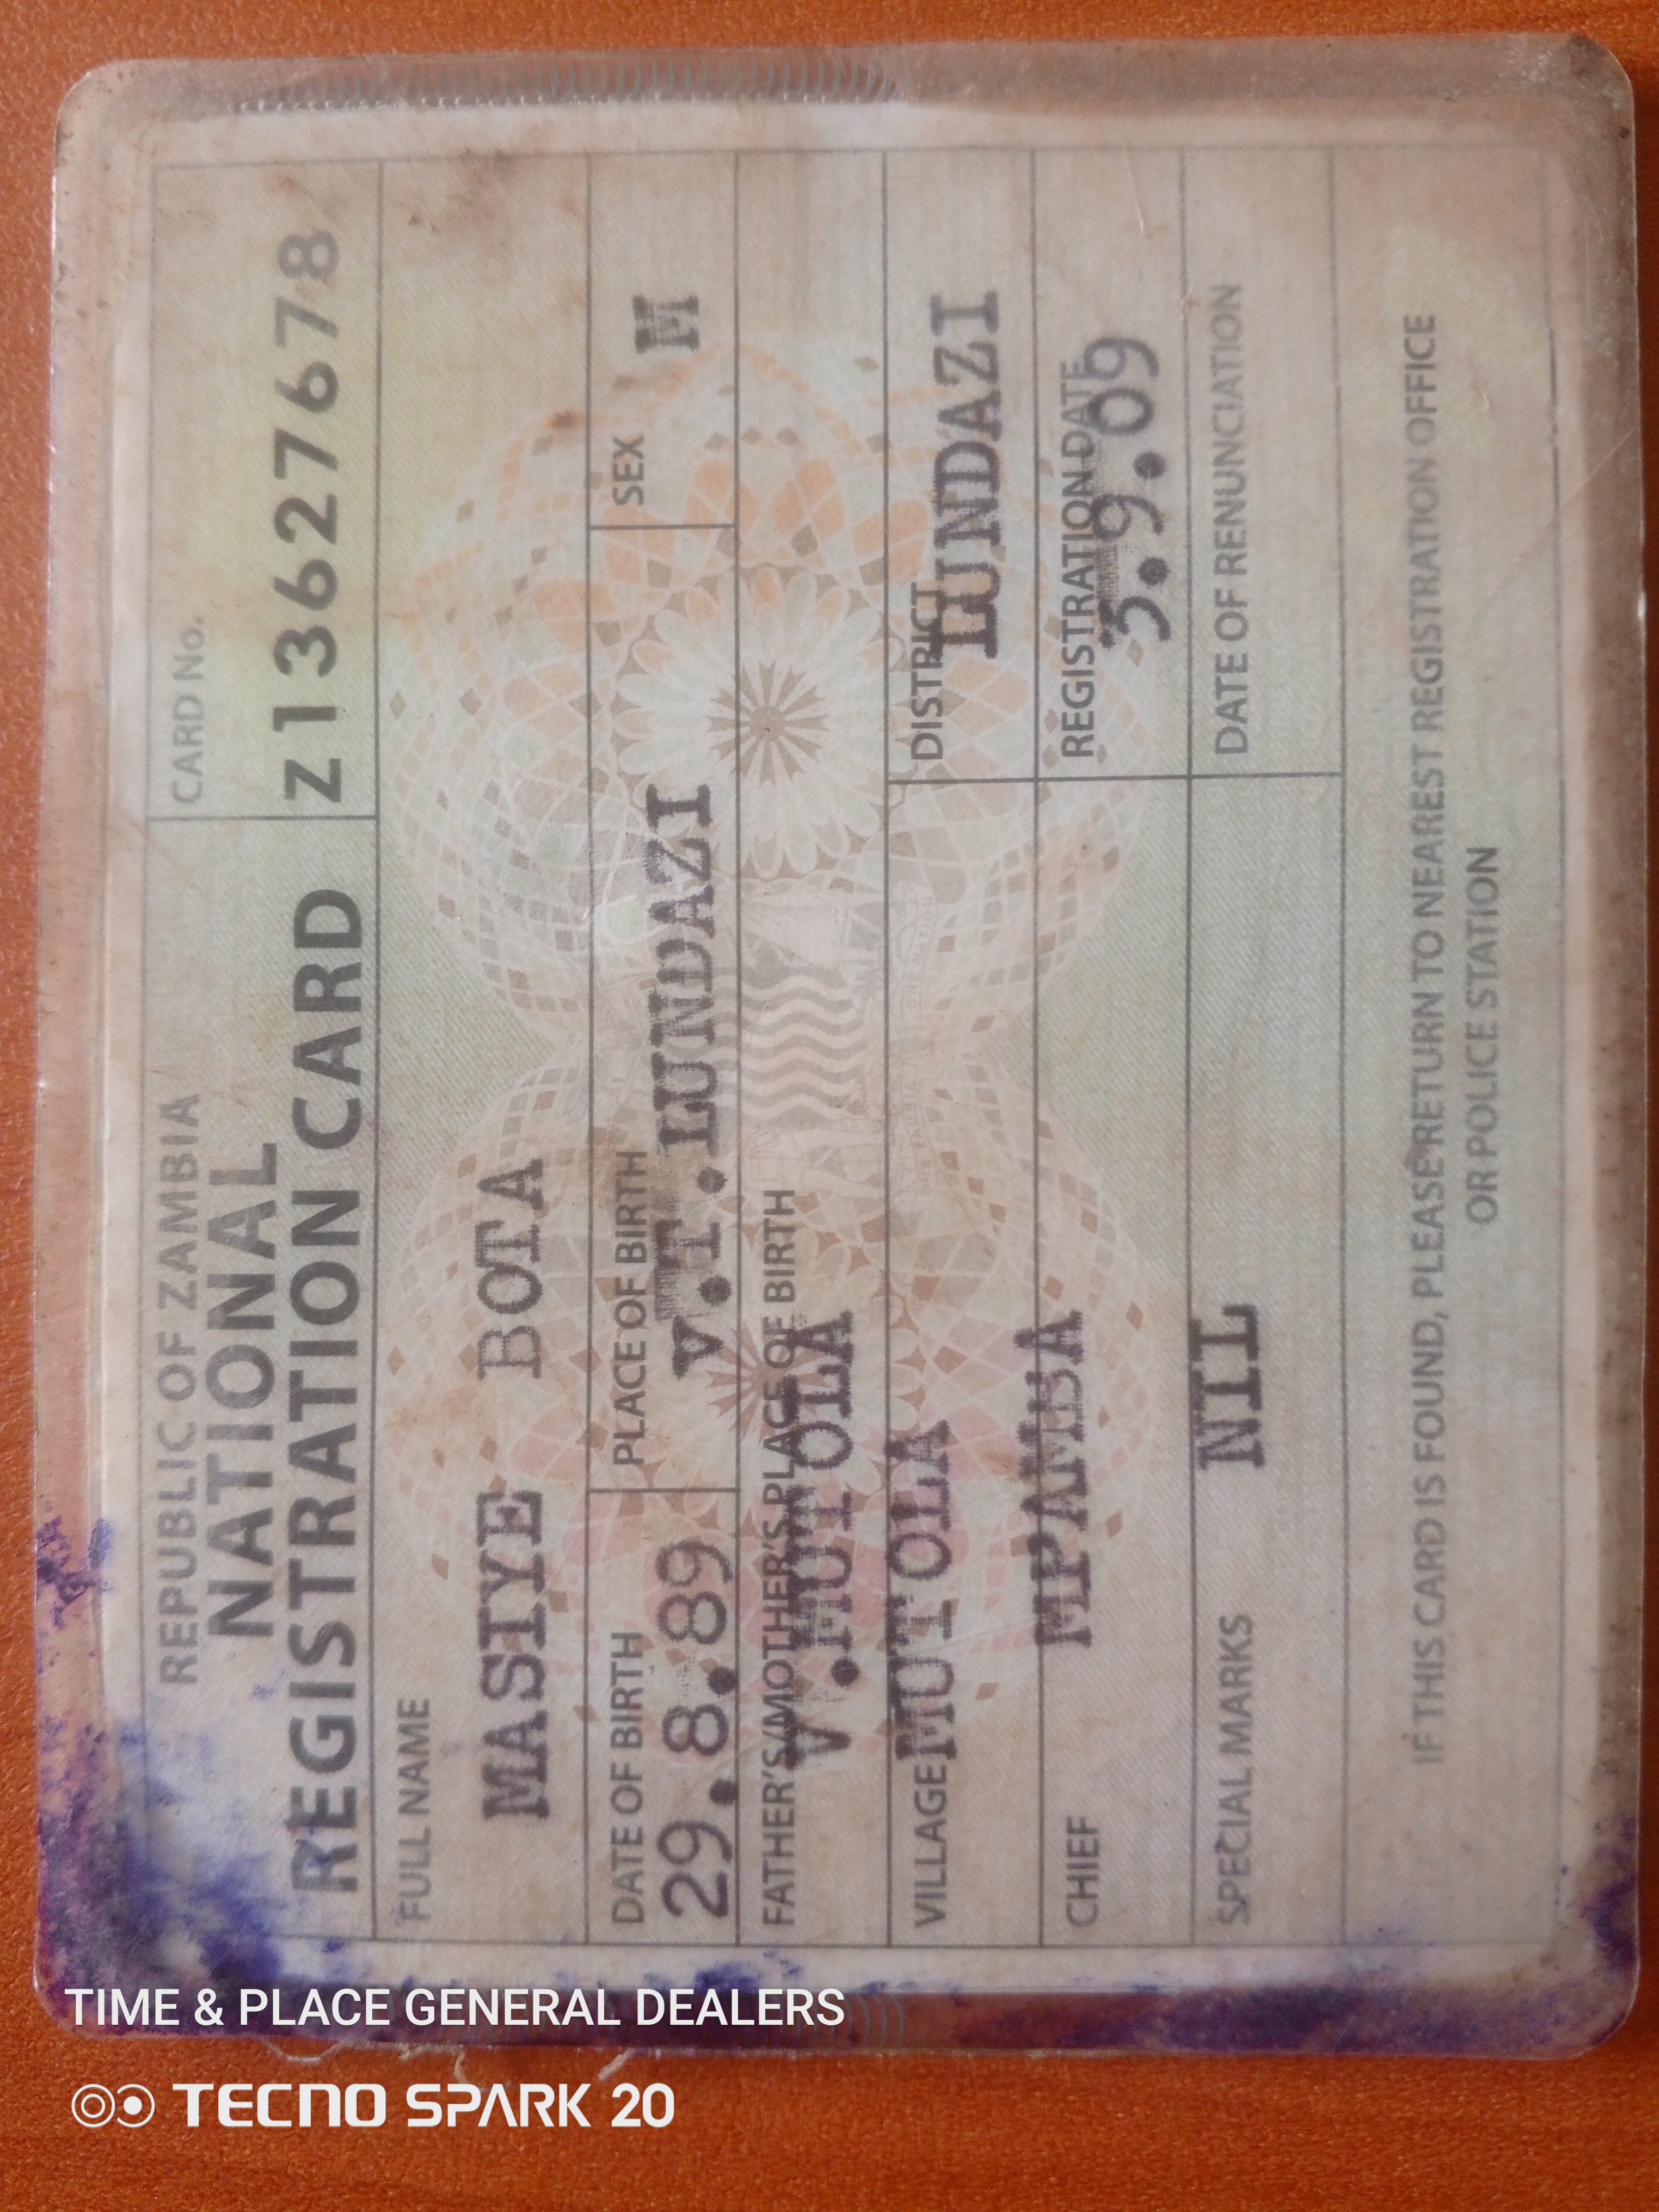 REPUBLIC OF ZAMBIA
NATIONAL
REGISTRATION CARD
CARD No.
Z13627678
FULL NAME
MASIYE BOTA
DATE OF BIRTH
29.8.89
PLACE OF BIRTH
V.T.LUNDAZI
SEX
M
FATHER'S/MOTHER'S PLACE OF BIRTH
V.MUTOLA
VILLAGE MUTOLA
DISTRICT
LUNDAZI
CHIEF
MPAMBA
REGISTRATION DATE
3.9.09
SPECIAL MARKS NIL
DATE OF RENUNCIATION
IF THIS CARD IS FOUND, PLEASE RETURN TO NEAREST REGISTRATION OFFICE
OR POLICE STATION
TIME & PLACE GENERAL DEALERS
TECNO SPARK 20